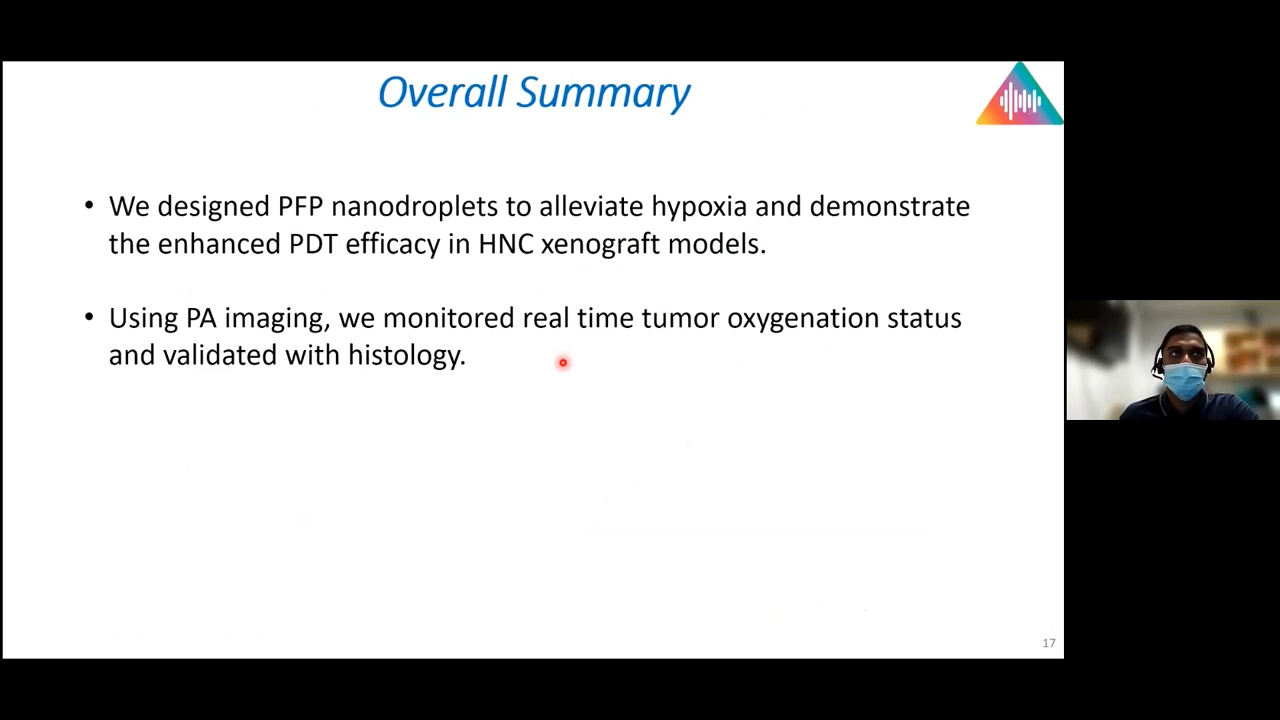 Overall Summary
• We designed PFP nanodroplets to alleviate hypoxia and demonstrate
the enhanced PDT efficacy in HNC xenograft models.
• Using PA imaging, we monitored real time tumor oxygenation status
and validated with histology.
17